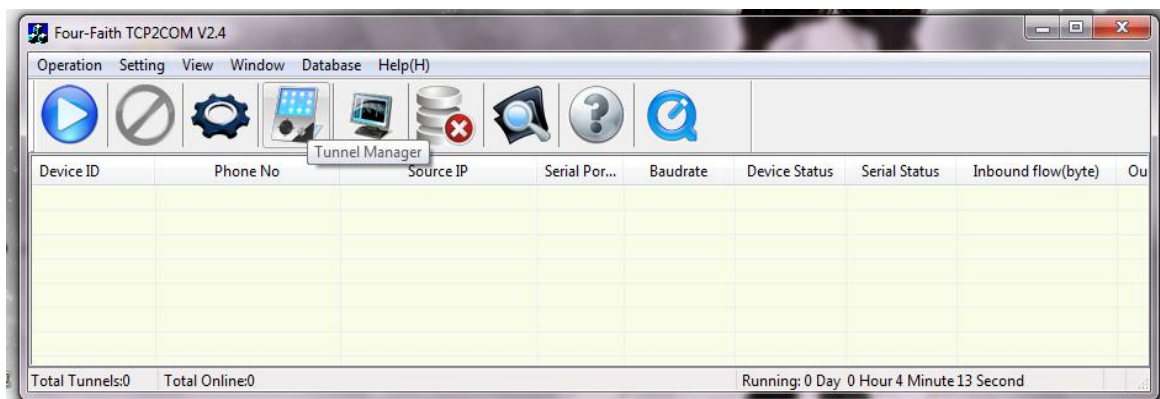 Four-Faith TCP2COM V2.4
Operation Setting View Window Database Help(H)
Tunnel Manager
Device ID Phone No Source IP Serial Por... Baudrate Device Status Serial Status Inbound flow(byte) Ou
Total Tunnels:0 Total Online:0 Running: 0 Day 0 Hour 4 Minute 13 Second